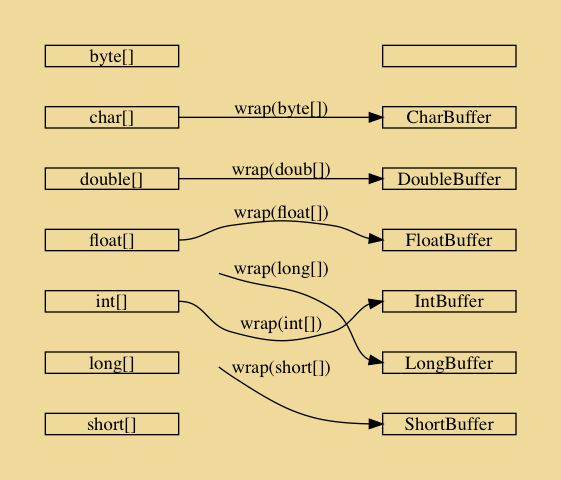 byte[]
char[]
wrap(byte[])
CharBuffer
double[]
wrap(doub[])
DoubleBuffer
float[]
wrap(float[])
FloatBuffer
wrap(long[])
int[]
wrap(int[])
IntBuffer
long[]
wrap(short[])
LongBuffer
short[]
ShortBuffer